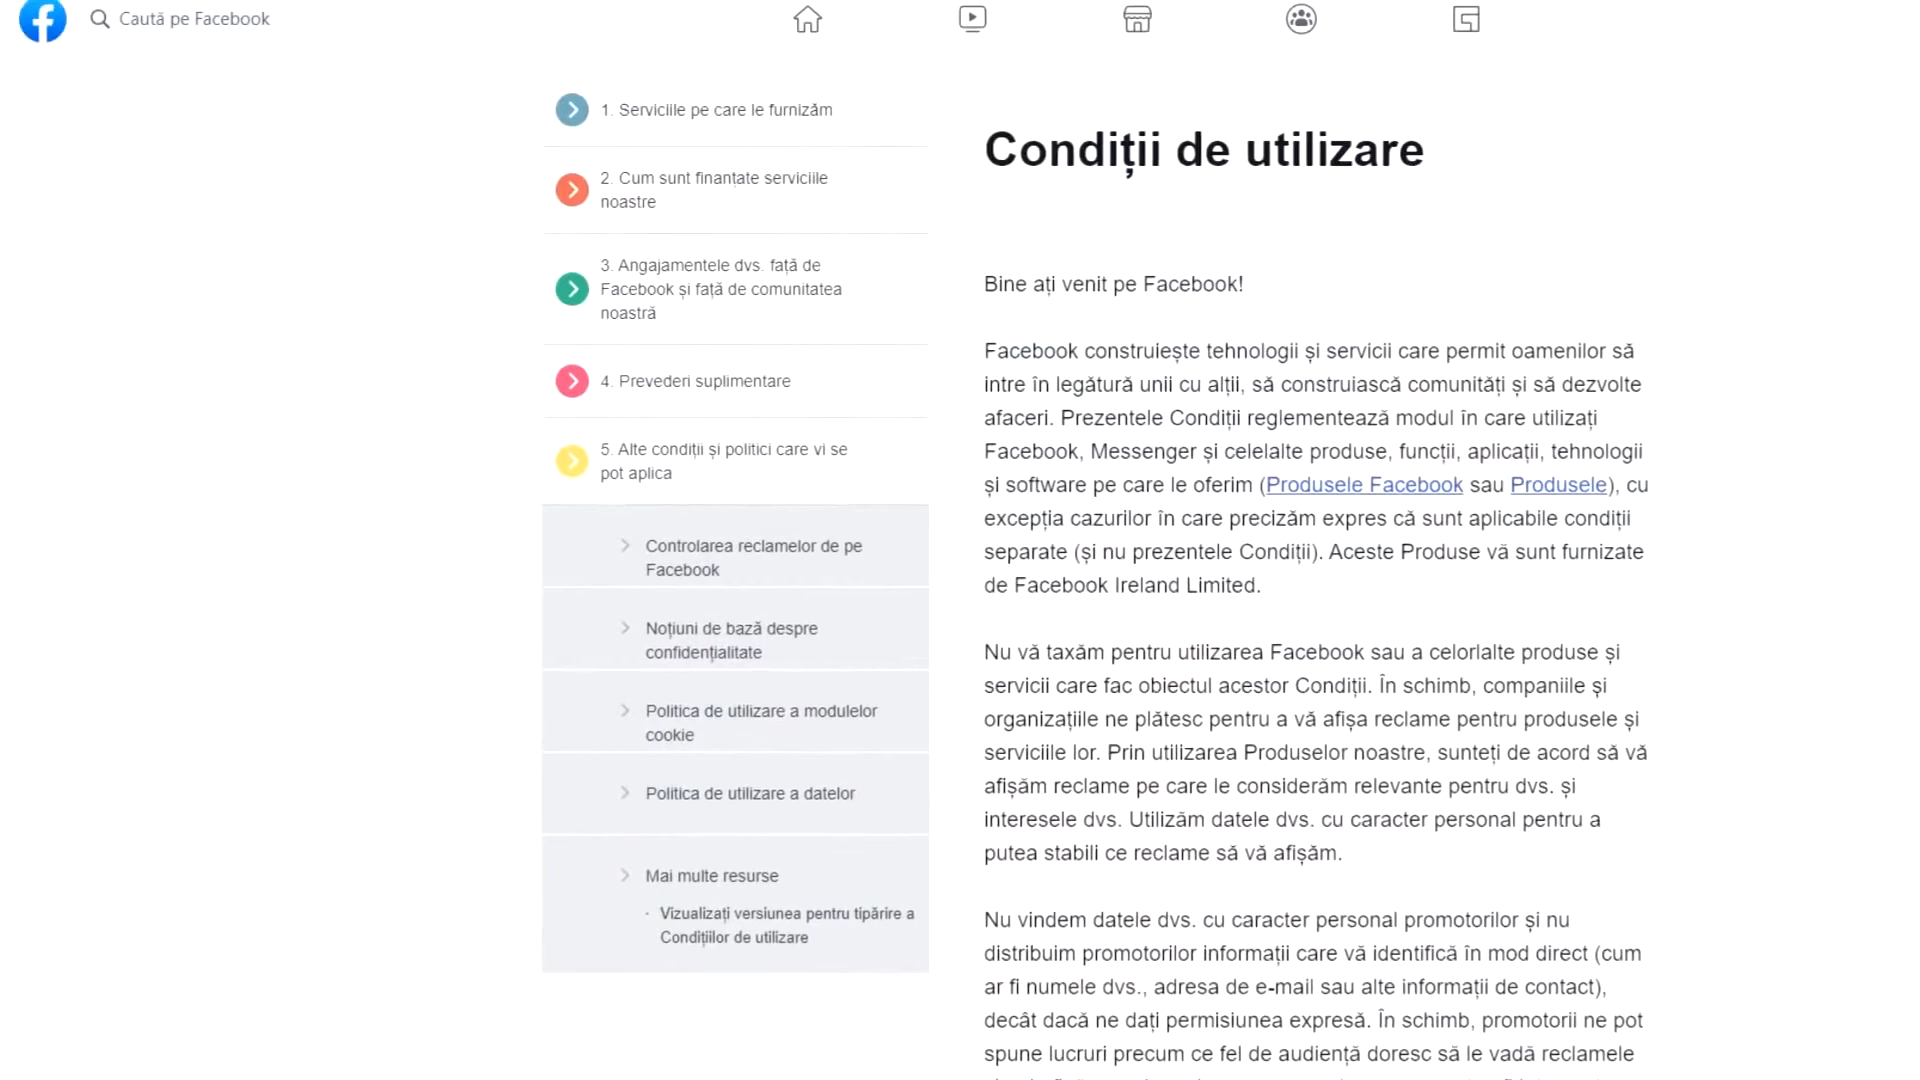 Caută pe Facebook
1. Serviciile pe care le furnizăm
2. Cum sunt finanțate serviciile
noastre
3. Angajamentele dvs. față de
Facebook și față de comunitatea
noastră
4. Prevederi suplimentare
5. Alte condiții și politici care vi se
pot aplica
Controlarea reclamelor de pe
Facebook
Noțiuni de bază despre
confidențialitate
Politica de utilizare a modulelor
cookie
Politica de utilizare a datelor
Mai multe resurse
· Vizualizați versiunea pentru tipărire a
Condițiilor de utilizare
Condiții de utilizare
Bine ați venit pe Facebook!
Facebook construiește tehnologii și servicii care permit oamenilor să
intre în legătură unii cu alții, să construiască comunități și să dezvolte
afaceri. Prezentele Condiții reglementează modul în care utilizați
Facebook, Messenger și celelalte produse, funcții, aplicații, tehnologii
și software pe care le oferim (Produsele Facebook sau Produsele), cu
excepția cazurilor în care precizăm expres că sunt aplicabile condiții
separate (și nu prezentele Condiții). Aceste Produse vă sunt furnizate
de Facebook Ireland Limited.
Nu vă taxăm pentru utilizarea Facebook sau a celorlalte produse și
servicii care fac obiectul acestor Condiții. În schimb, companiile și
organizațiile ne plătesc pentru a vă afișa reclame pentru produsele și
serviciile lor. Prin utilizarea Produselor noastre, sunteți de acord să vă
afișăm reclame pe care le considerăm relevante pentru dvs. și
interesele dvs. Utilizăm datele dvs. cu caracter personal pentru a
putea stabili ce reclame să vă afișăm.
Nu vindem datele dvs. cu caracter personal promotorilor și nu
distribuim promotorilor informații care vă identifică în mod direct (cum
ar fi numele dvs., adresa de e-mail sau alte informații de contact),
decât dacă ne dați permisiunea expresă. În schimb, promotorii ne pot
spune lucruri precum ce fel de audiență doresc să le vadă reclamele